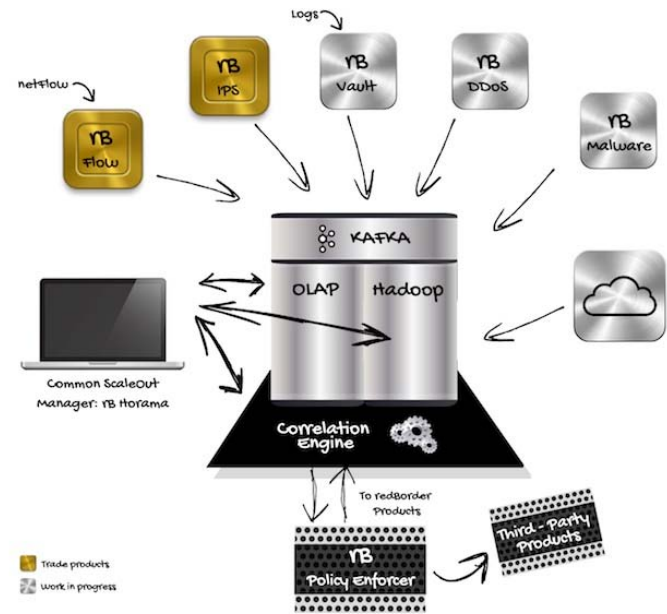 Logs
netFlow
rB
Flow
rB
IPS
rB
Vault
rB
DDoS
rB
Malware
KAFKA
OLAP
Hadoop
Common ScaleOut
Manager: rB Horama
Correlation
Engine
To redBorder
Products
rB
Policy Enforcer
Third - Party
Products
Trade products
Work in progress